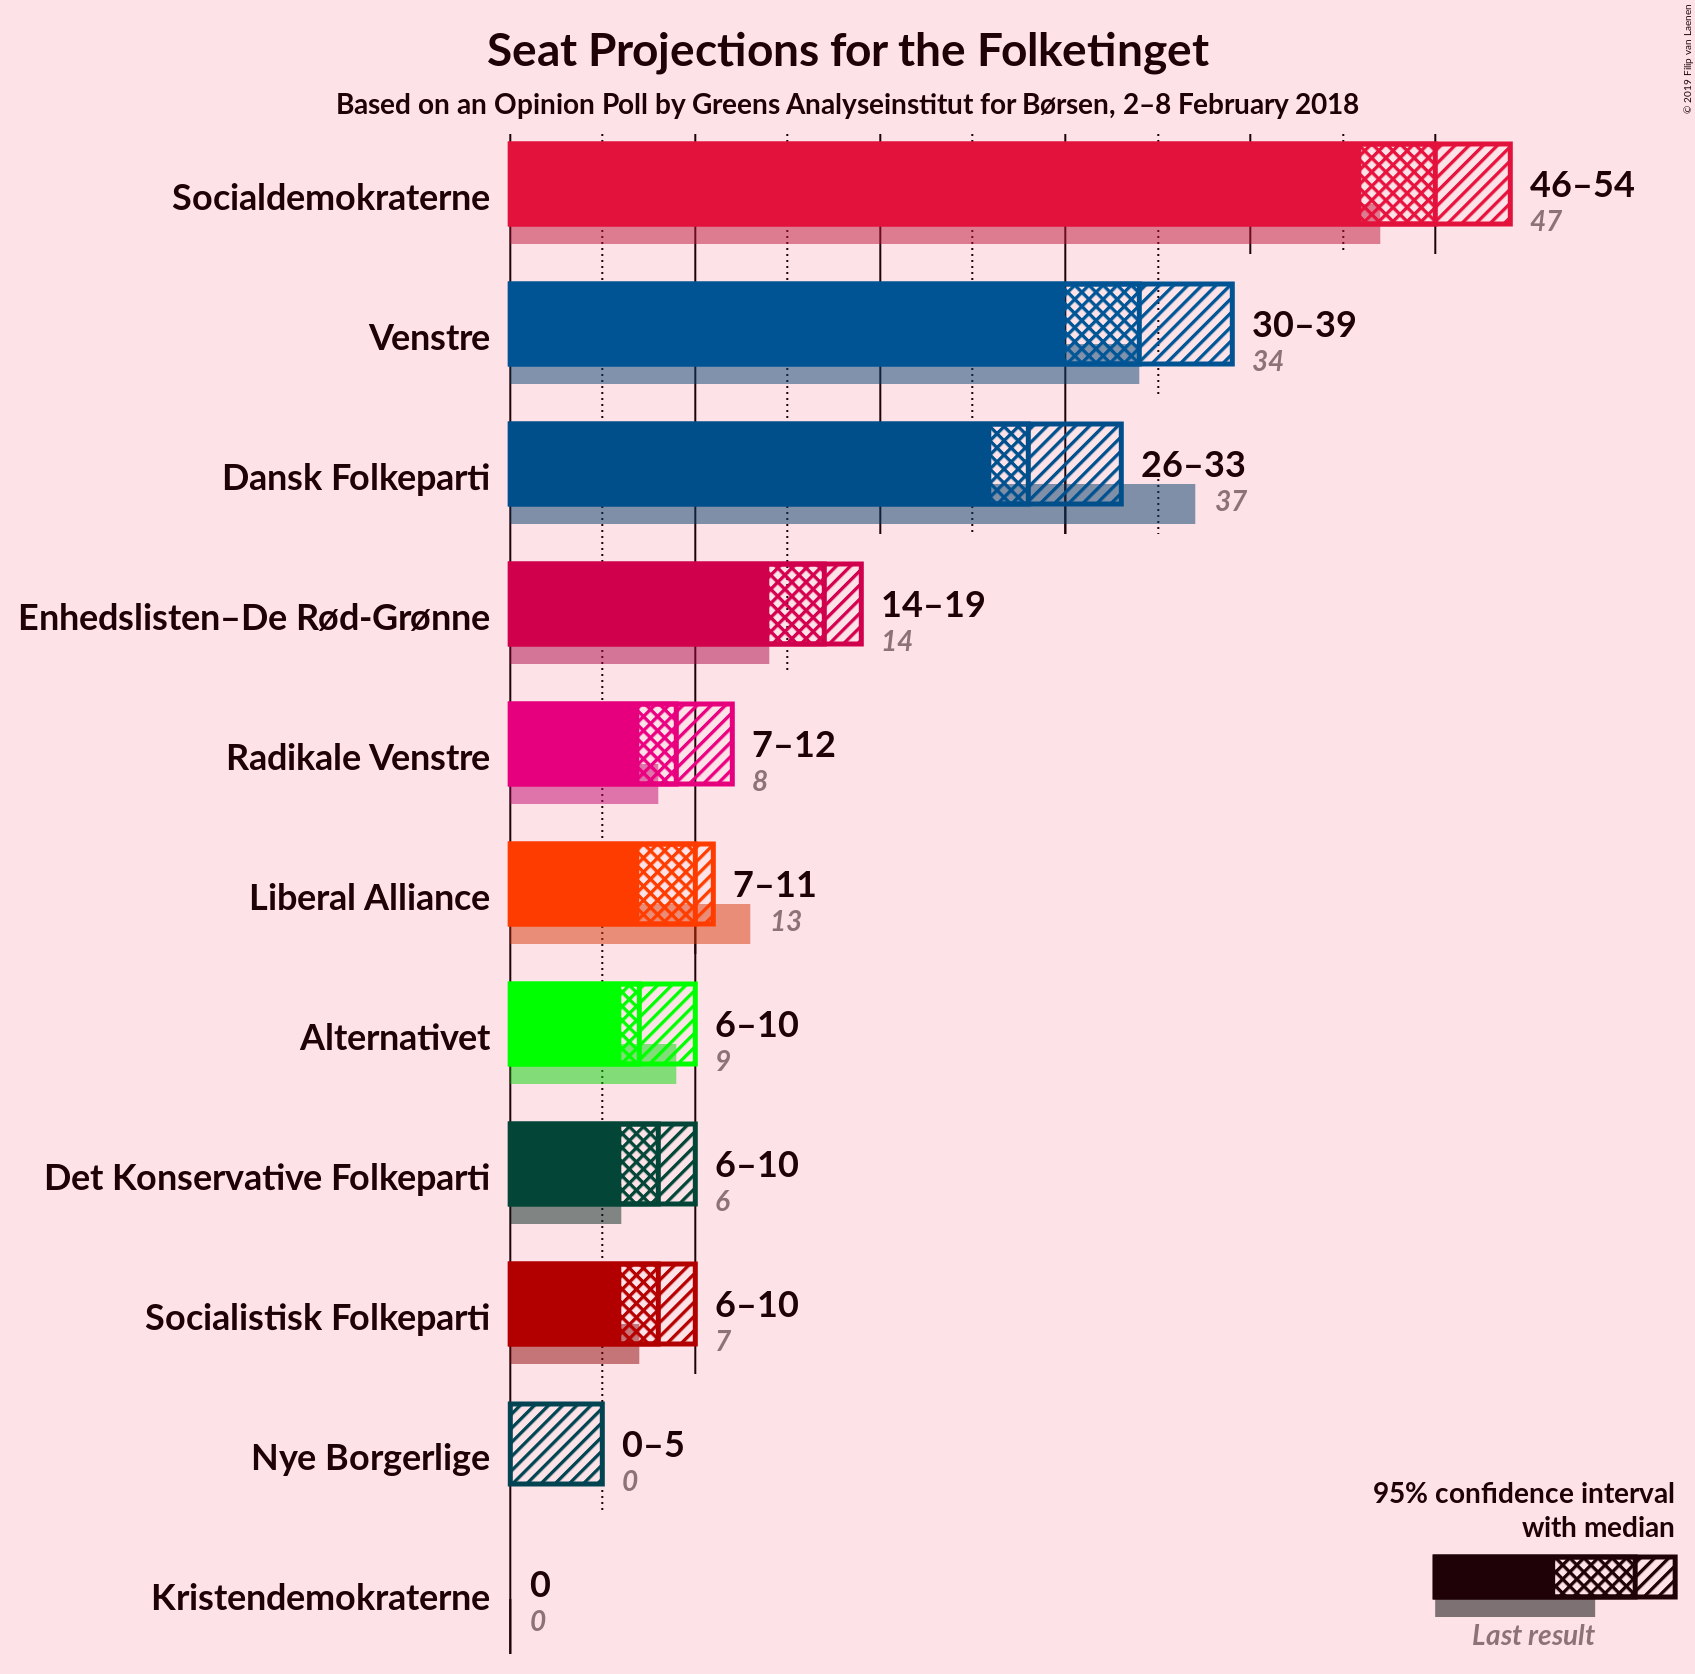 Seat Projections for the Folketinget
Based on an Opinion Poll by Greens Analyseinstitut for Børsen, 2–8 February 2018
© 2019 Filip van Laenen
Socialdemokraterne
46–54
47
Venstre
30–39
34
Dansk Folkeparti
26–33
37
Enhedslisten–De Rød-Grønne
14–19
14
Radikale Venstre
7–12
8
Liberal Alliance
7–11
13
Alternativet
6–10
9
Det Konservative Folkeparti
6–10
6
Socialistisk Folkeparti
6–10
7
Nye Borgerlige
0–5
0
Kristendemokraterne
0
0
95% confidence interval
with median
Last result